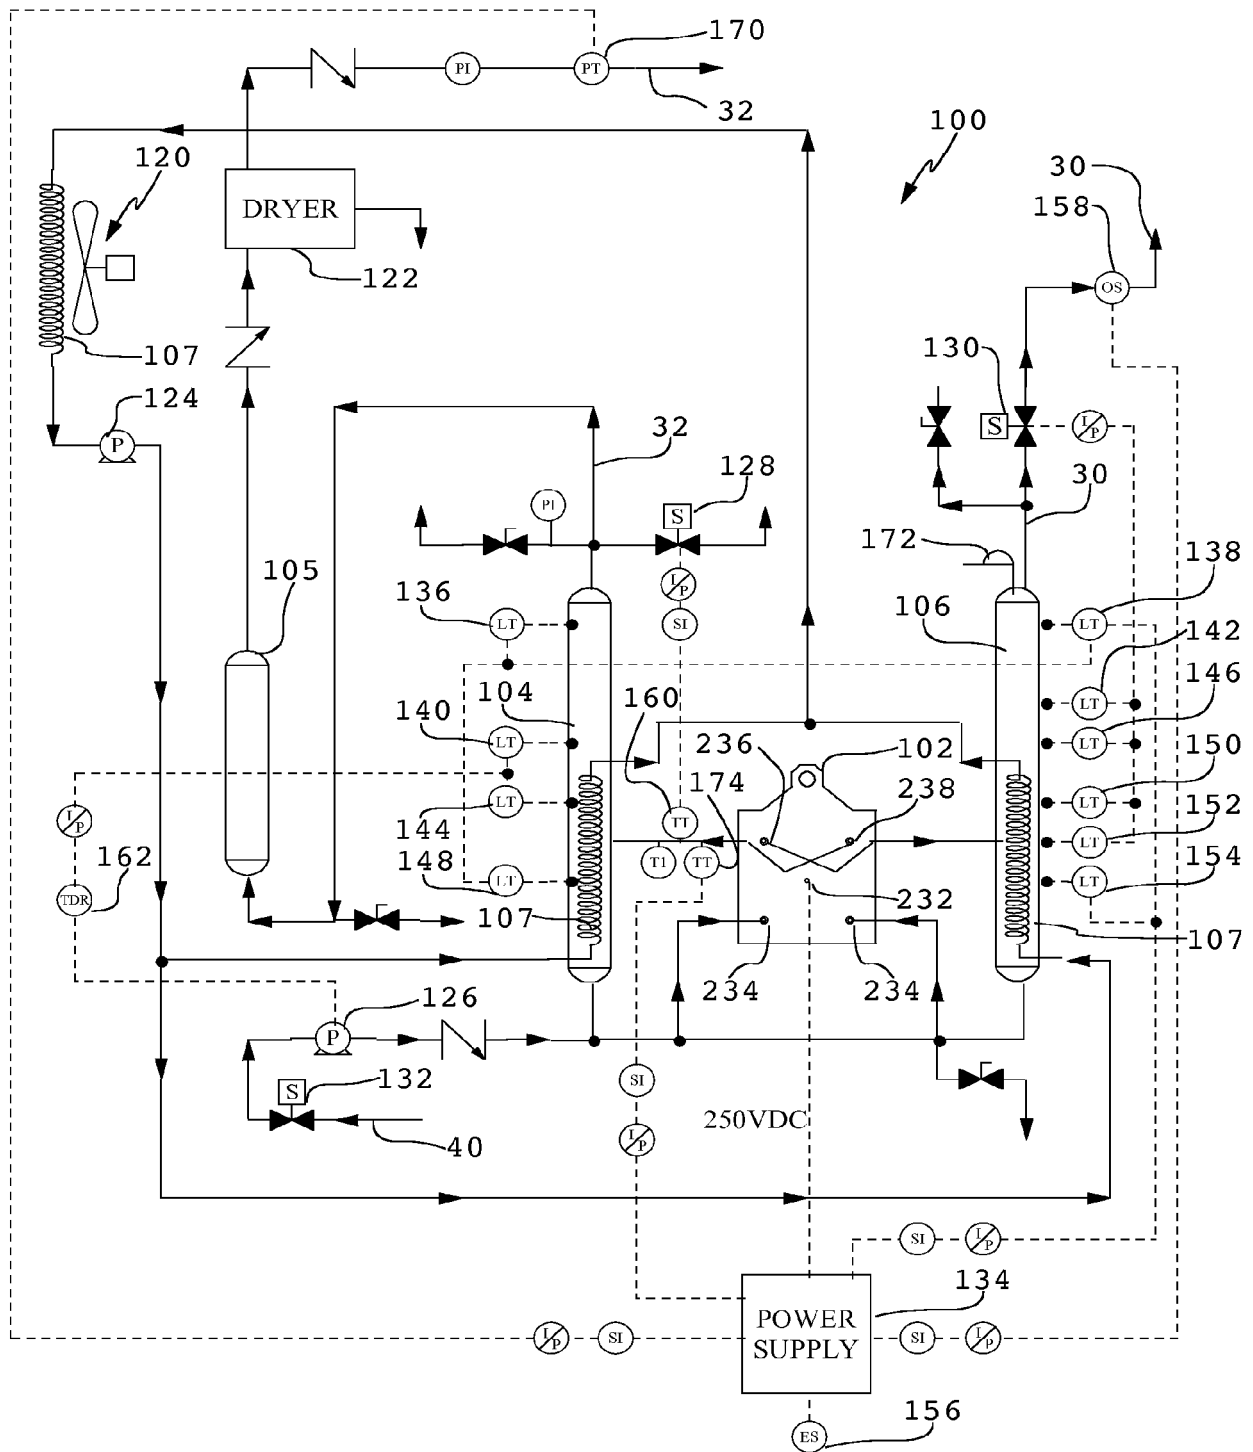 170
PI
PT
32
100
120
30
158
DRYER
OS
122
107
130
124
P
S
I/P
32
128
30
PI
S
172
138
105
136
I/P
106
LT
SI
LT
142
104
160
146
LT
140
236
102
LT
150
LT
174
238
LT
152
I/P
144
LT
TT
LT
154
162
148
T1
TT
LT
TDR
LT
232
107
107
234
234
126
P
132
SI
S
250VDC
I/P
40
SI
I/P
134
POWER
SUPPLY
I/P
SI
SI
I/P
156
ES